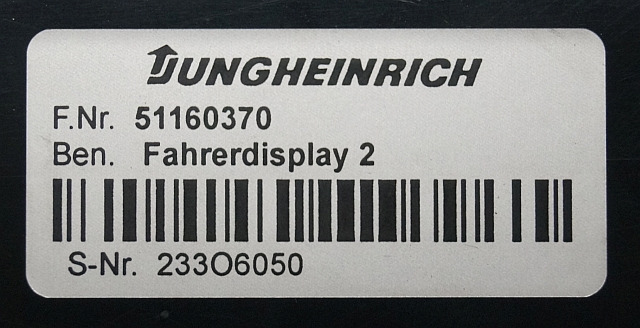 JUNGHEINRICH
F.Nr. 51160370
Ben. Fahrerdisplay 2
S-Nr. 233O6050